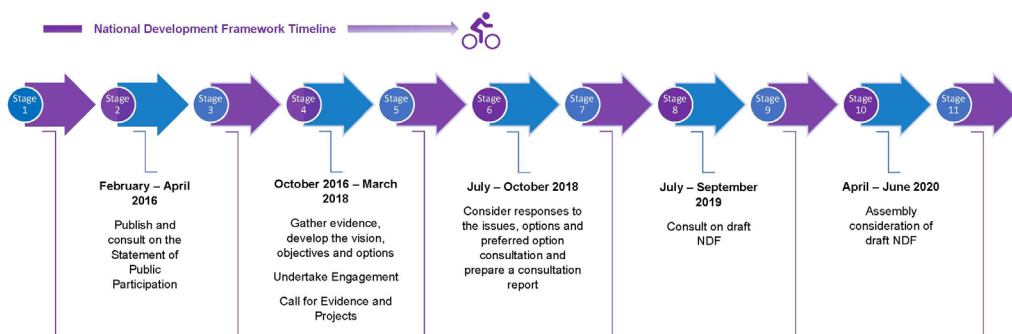 National Development Framework Timeline
Stage
1
Stage
2
Stage
3
Stage
4
Stage
5
Stage
6
Stage
7
Stage
8
Stage
9
Stage
10
Stage
11
February – April
2016
Publish and
consult on the
Statement of
Public
Participation
October 2016 – March
2018
Gather evidence,
develop the vision,
objectives and options
Undertake Engagement
Call for Evidence and
Projects
July – October 2018
Consider responses to
the issues, options and
preferred option
consultation and
prepare a consultation
report
July – September
2019
Consult on draft
NDF
April – June 2020
Assembly
consideration of
draft NDF